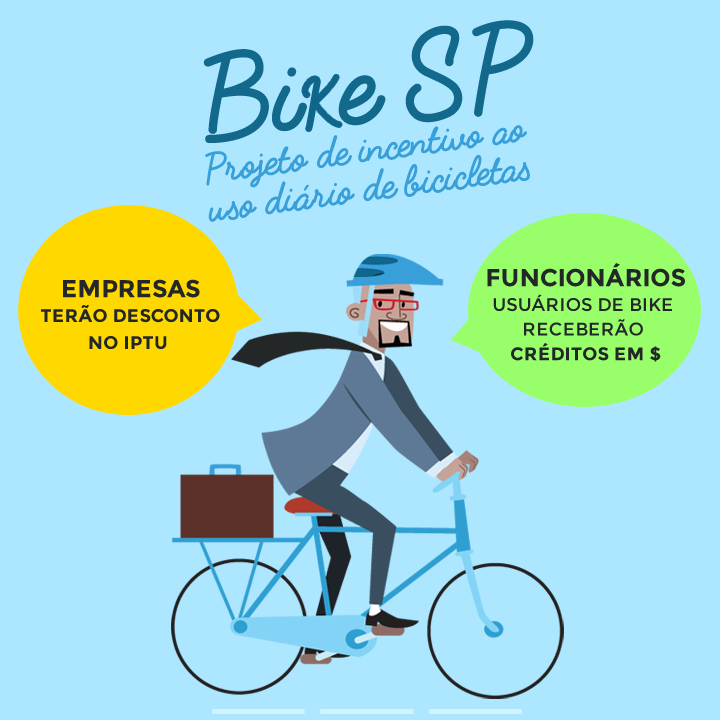 Bike SP
Projeto de incentivo ao
uso diário de bicicletas
EMPRESAS
TERÃO DESCONTO
NO IPTU
FUNCIONÁRIOS
USUÁRIOS DE BIKE
RECEBERÃO
CRÉDITOS EM $